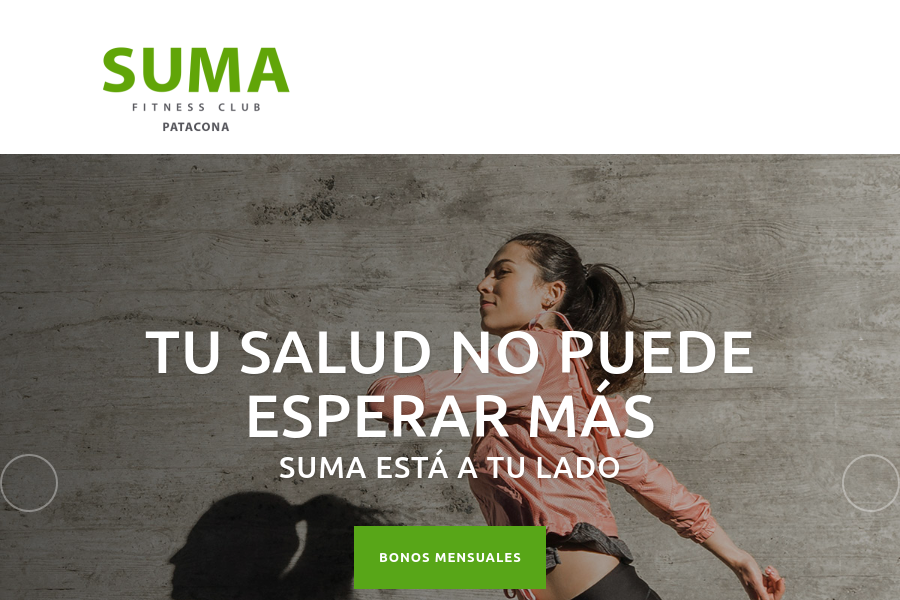 SUMA
FITNESS CLUB
PATACONA
TU SALUD NO PUEDE
ESPERAR MÁS
SUMA ESTÁ A TU LADO
BONOS MENSUALES